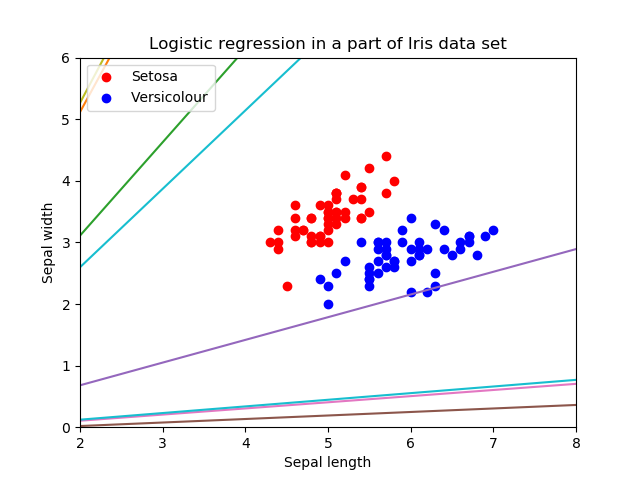 Logistic regression in a part of Iris data set
Setosa
Versicolour
Sepal width
6
5
4
3
2
1
0
2 3 4 5 6 7 8
Sepal length